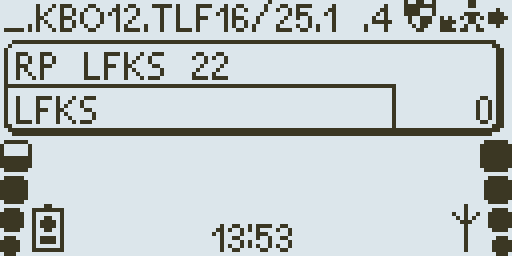 _.KBO12.TLF16/25.1 .4
RP LFKS 22
LFKS 0
13:53